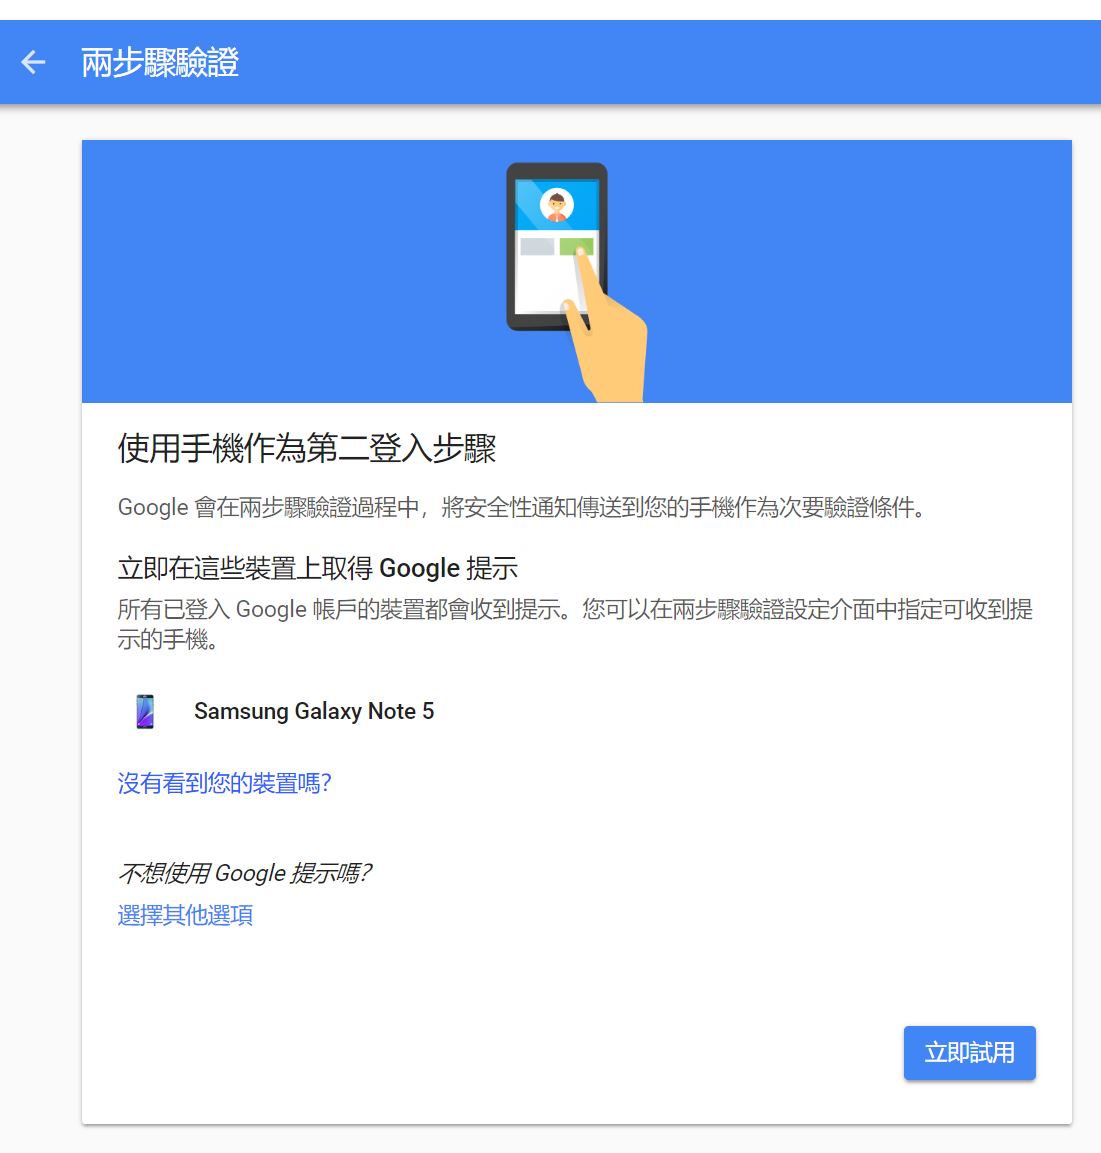 兩步驟驗證
使用手機作為第二登入步驟
Google 會在兩步驟驗證過程中，將安全性通知傳送到您的手機作為次要驗證條件。
立即在這些裝置上取得 Google 提示
所有已登入 Google 帳戶的裝置都會收到提示。您可以在兩步驟驗證設定介面中指定可收到提
示的手機。
Samsung Galaxy Note 5
沒有看到您的裝置嗎？
不想使用 Google 提示嗎？
選擇其他選項
立即試用